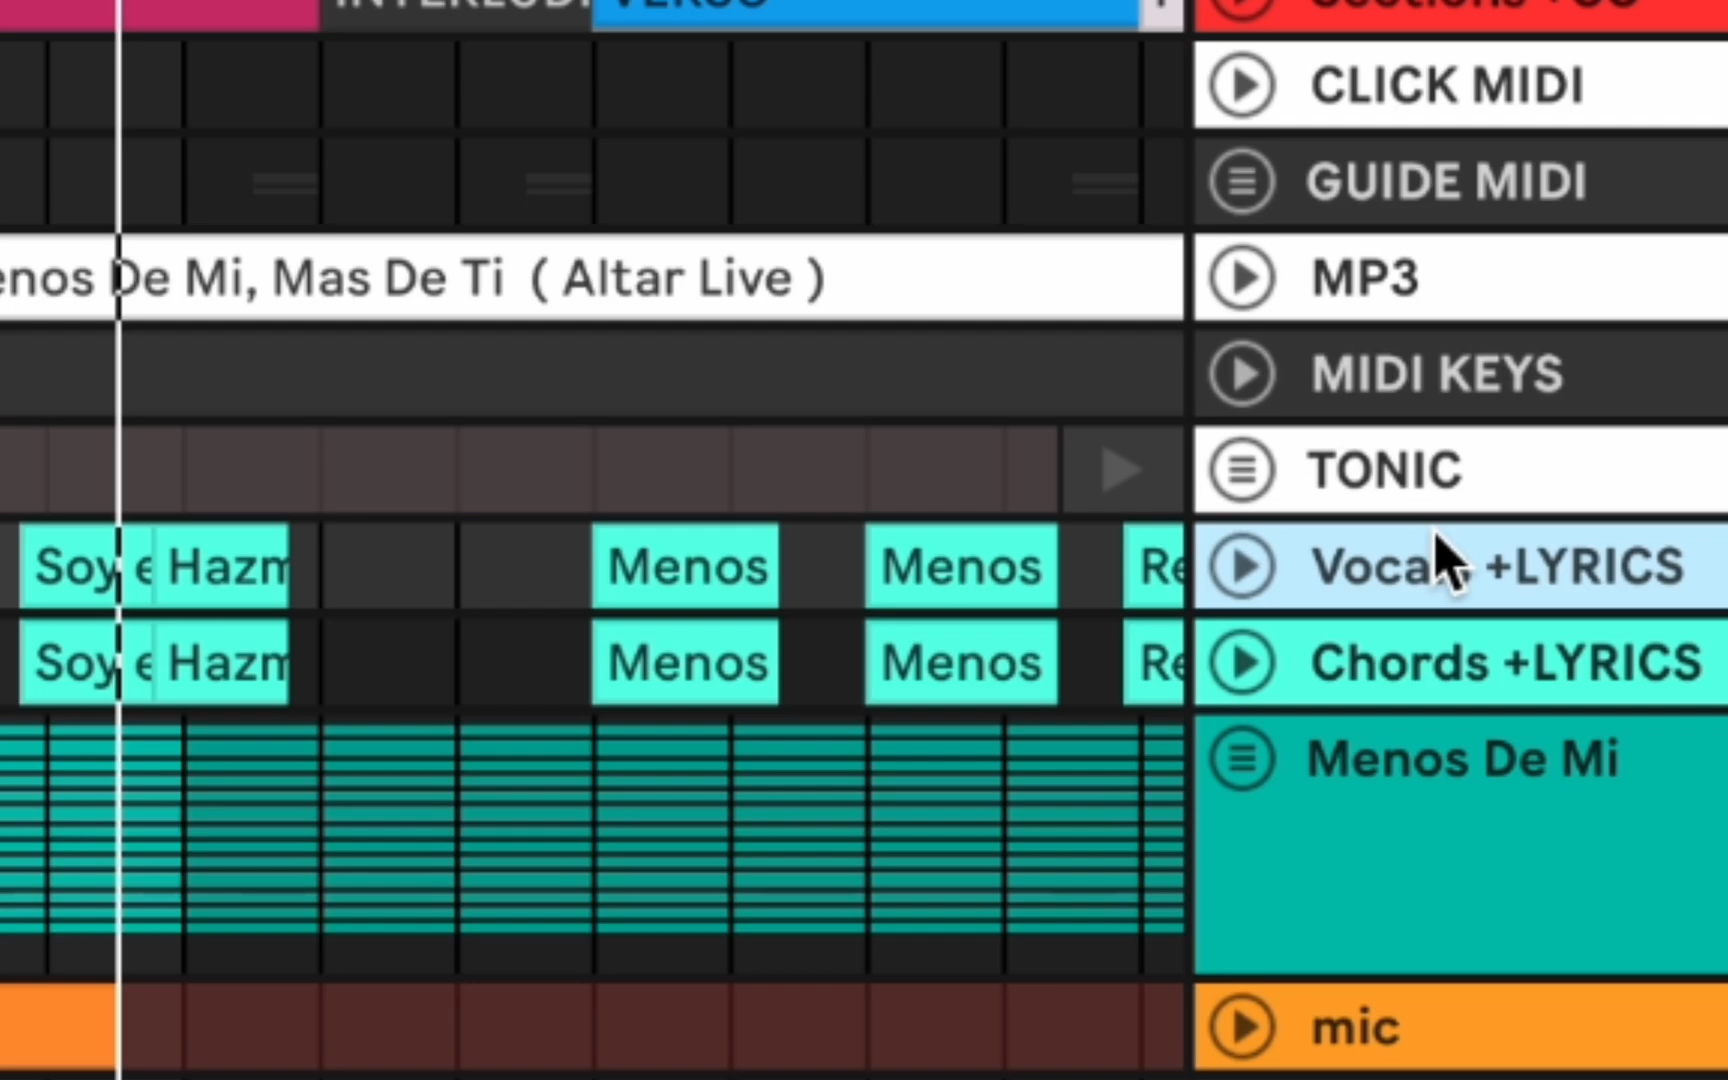 VERSO
CLICK MIDI
GUIDE MIDI
enos De Mi, Mas De Ti ( Altar Live )
MP3
MIDI KEYS
TONIC
Soy e Hazm Menos Menos Re
+LYRICS
Soy e Hazm Menos Menos Re
Chords +LYRICS
Menos De Mi
mic